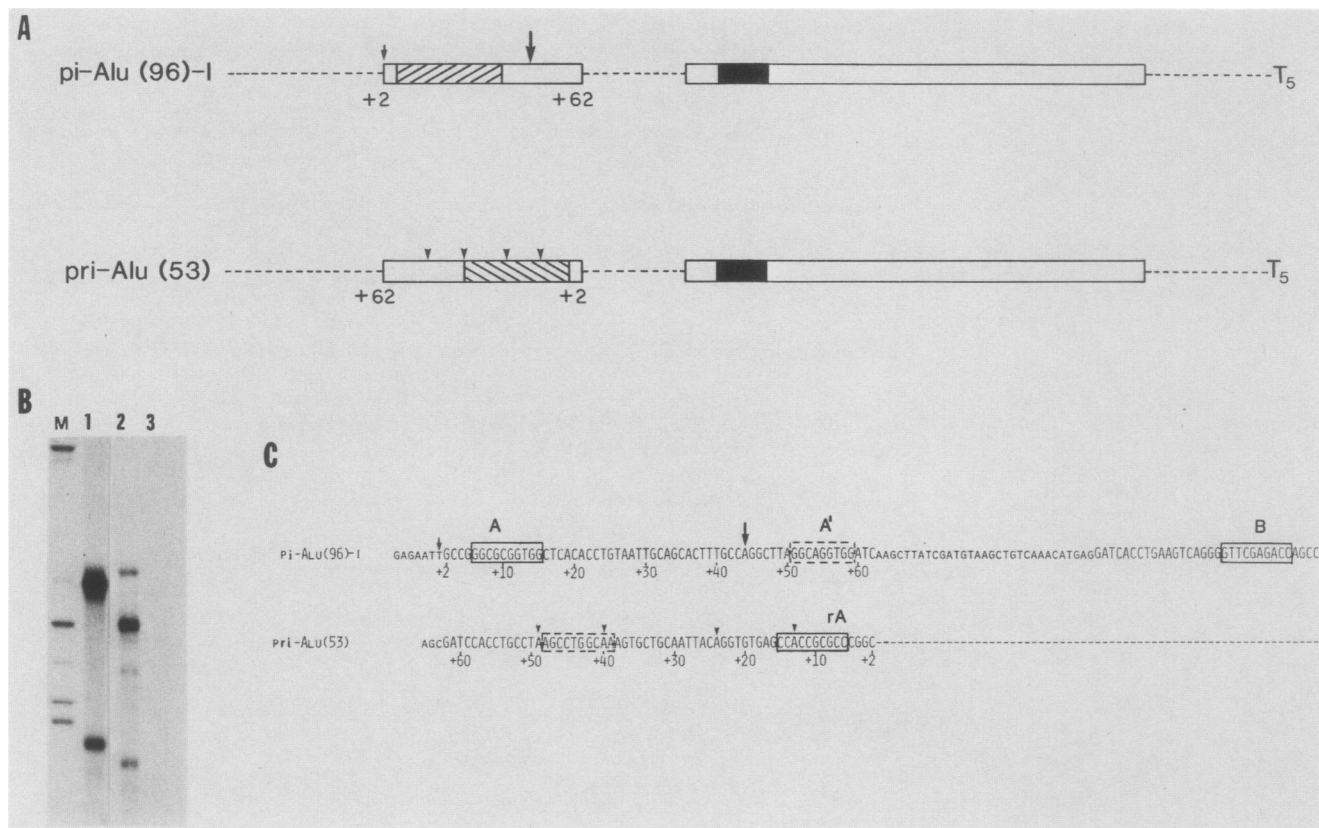 A
pi-Alu (96)-I
+2
+62
T5
pri-Alu (53)
+62
+2
T5
B
M 1 2 3
C
A
A'
B
Pi-ALU(96)-I GAGAATTGCCGGGCGCGGTGGCTCACACCTGTAATTGCAGCACTTTGCCAGGCTTAGGCAGGTGGATCAAGCTTATCGATGTAAGCTGTCAAACATGAGGATCACCTGAAGTCAGGGGTTCGAGACCAGCC
+2 +10 +20 +30 +40 +50 +60
rA
Pri-ALU(53) AGCGATCCACCTGCCTAAGCCTGGCAAAGTGCTGCAATTACAGGTGTGAGCCACCGCGCCCGGC
+60 +50 +40 +30 +20 +10 +2